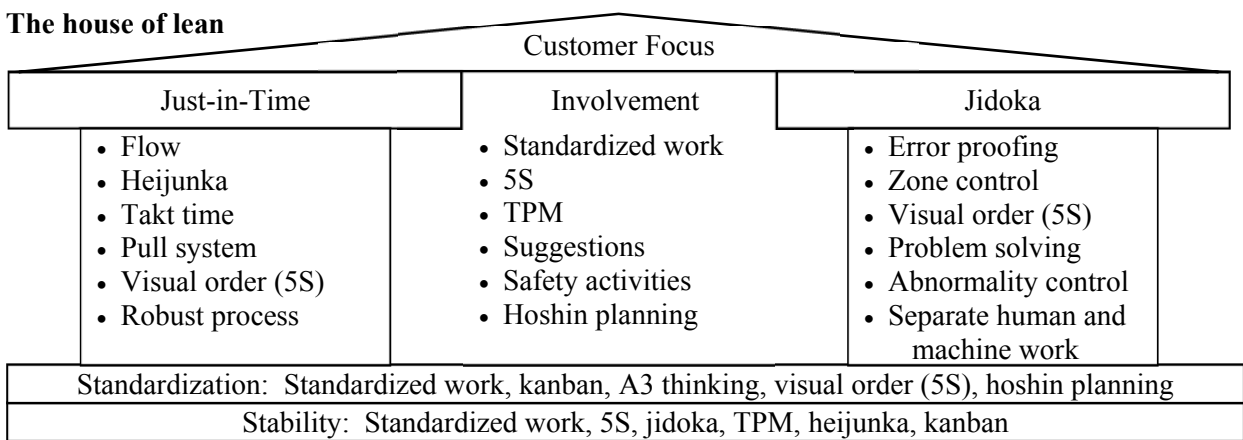 The house of lean
Customer Focus
Just-in-Time
• Flow
• Heijunka
• Takt time
• Pull system
• Visual order (5S)
• Robust process
Involvement
• Standardized work
• 5S
• TPM
• Suggestions
• Safety activities
• Hoshin planning
Jidoka
• Error proofing
• Zone control
• Visual order (5S)
• Problem solving
• Abnormality control
• Separate human and
machine work
Standardization: Standardized work, kanban, A3 thinking, visual order (5S), hoshin planning
Stability: Standardized work, 5S, jidoka, TPM, heijunka, kanban